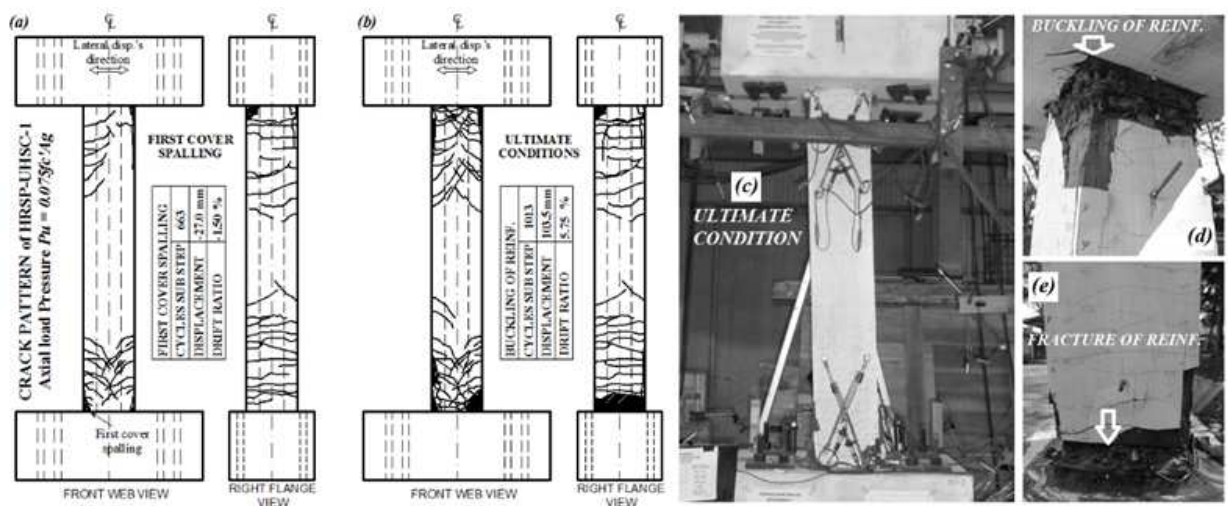 (a)
℄
℄
Lateral disp.'s
direction
CRACK PATTERN of HRSP-UHSC-1
Axial load Pressure Pu = 0.075fc'Ag
FIRST COVER
SPALLING
FIRST COVER SPALLING
CYCLES SUB STEP 663
DISPLACEMENT -27.0 mm
DRIFT RATIO -1.50 %
First cover
spalling
FRONT WEB VIEW
RIGHT FLANGE
VIEW
(b)
℄
℄
Lateral disp.'s
direction
ULTIMATE
CONDITIONS
BUCKLING OF REINF.
CYCLES SUB STEP 1013
DISPLACEMENT 103.5 mm
DRIFT RATIO 5.75 %
FRONT WEB VIEW
RIGHT FLANGE
VIEW
(c)
ULTIMATE
CONDITION
BUCKLING OF REINF.
(d)
(e)
FRACTURE OF REINF.